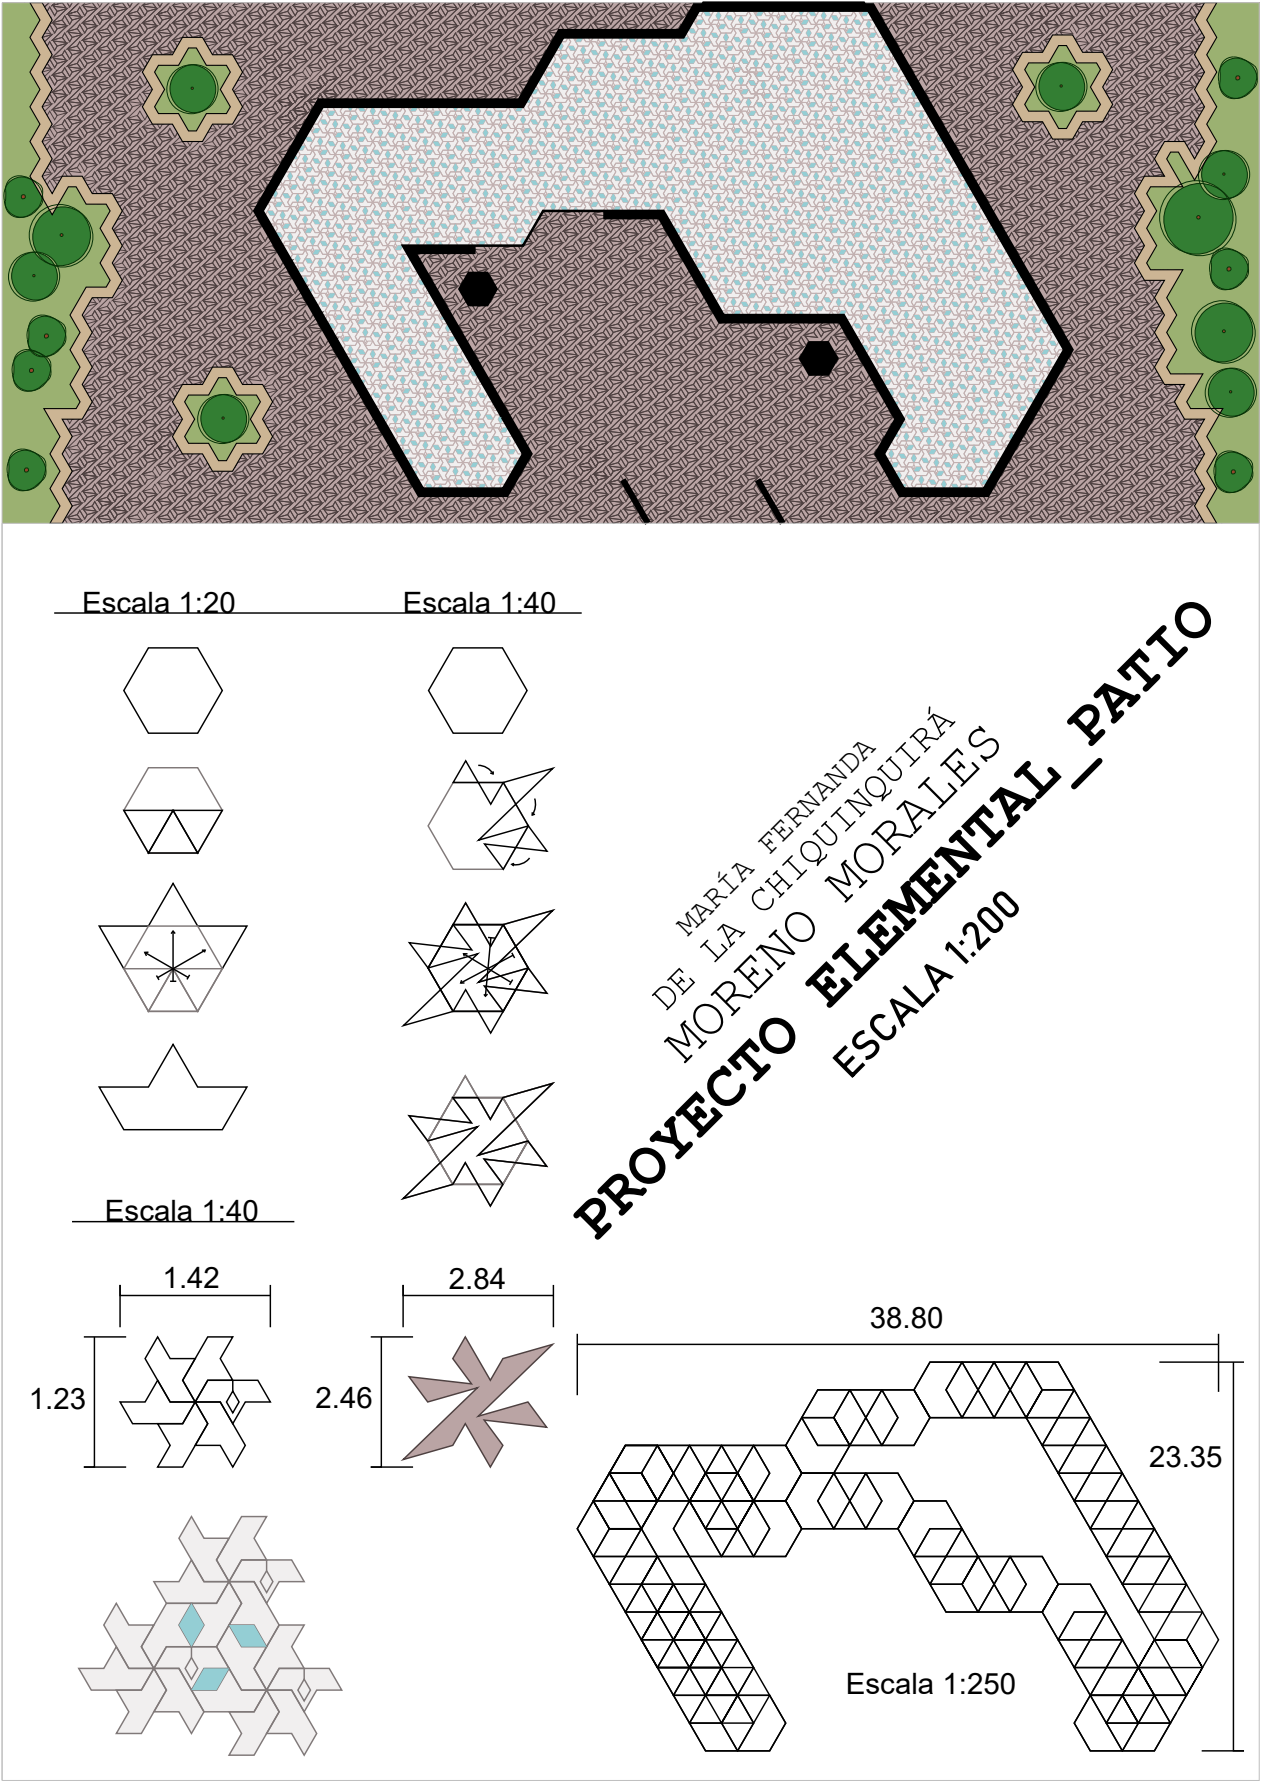 Escala 1:20
Escala 1:40
MARÍA FERNANDA
DE LA CHIQUINQUIRÁ
MORENO MORALES
PROYECTO ELEMENTAL_PATIO
ESCALA 1:200
Escala 1:40
1.42
2.84
1.23
2.46
38.80
23.35
Escala 1:250